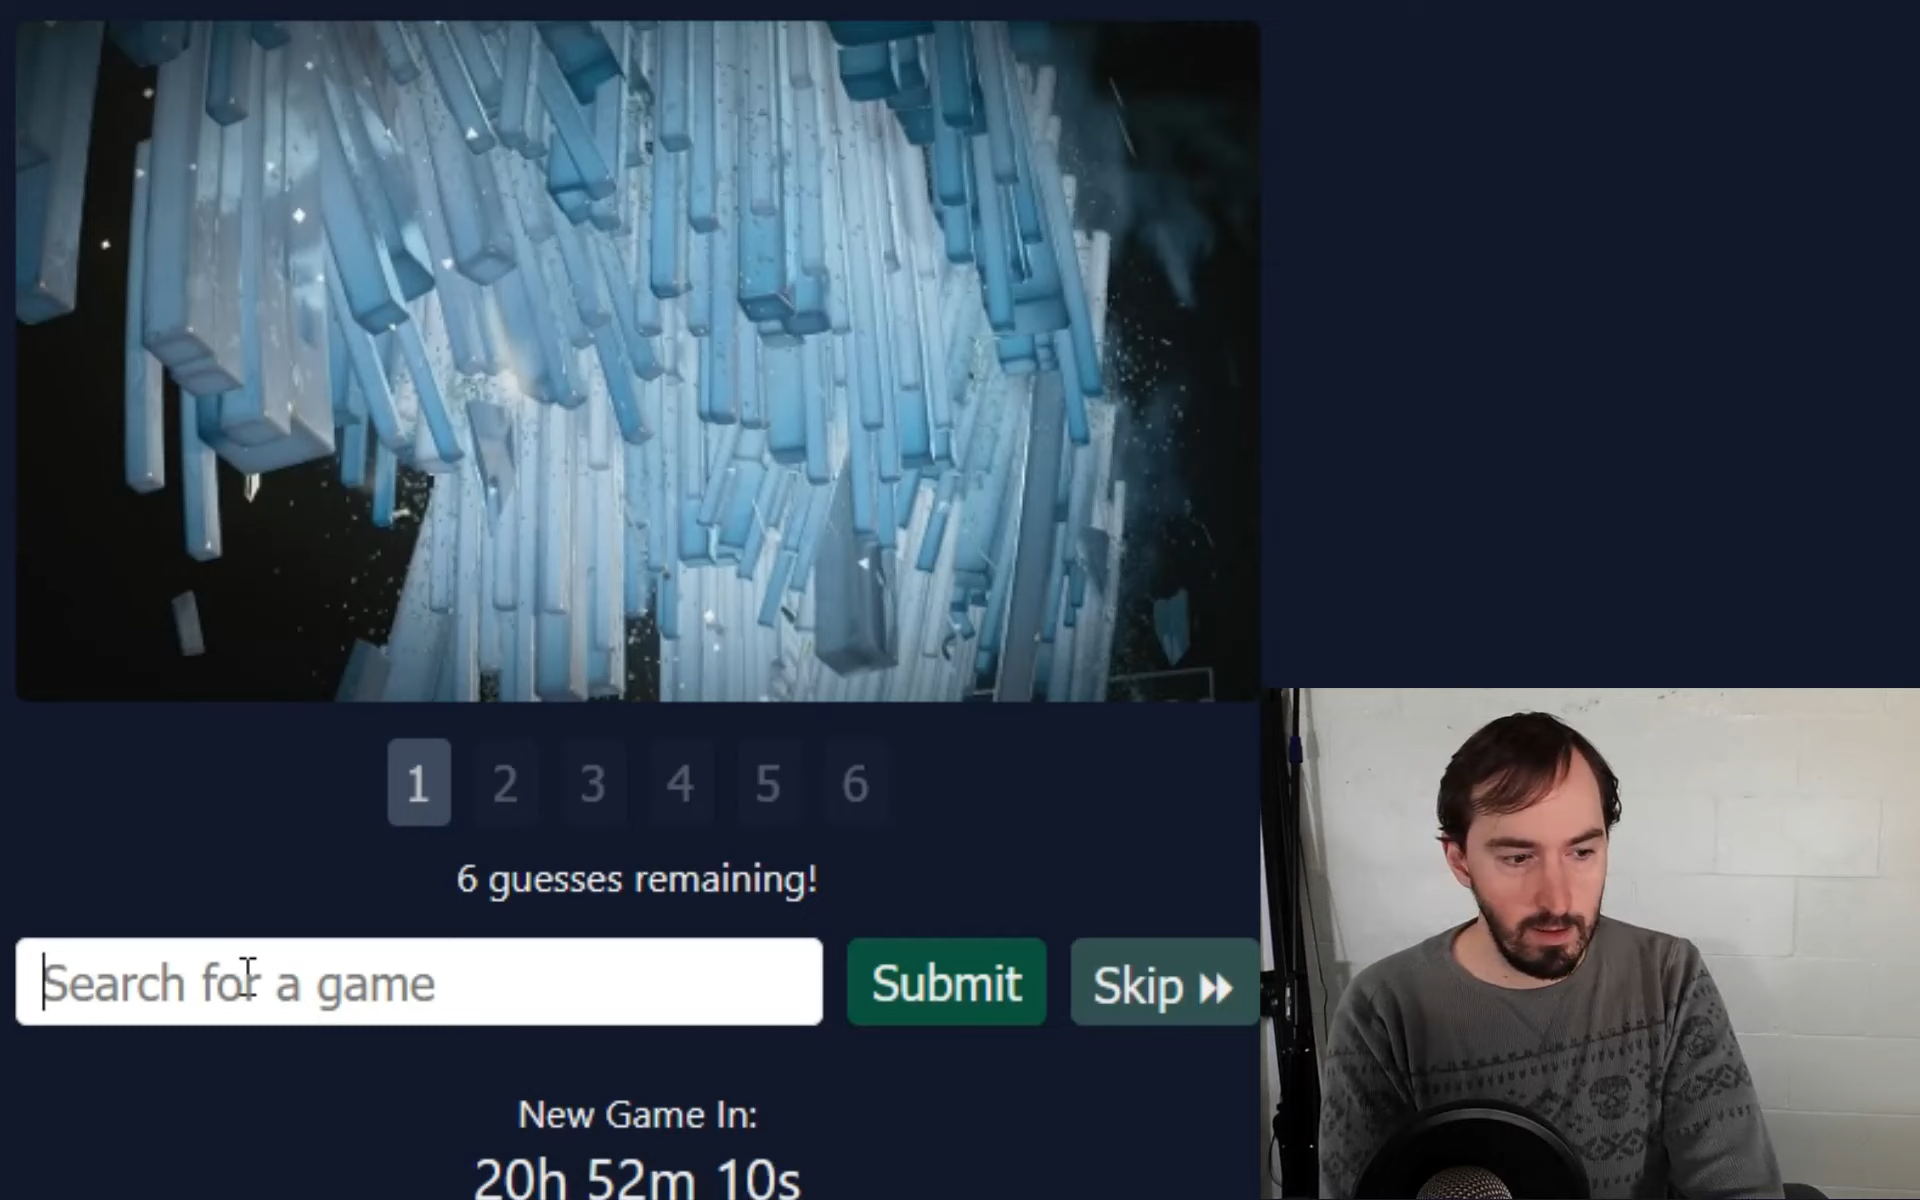 1 2 3 4 5 6
6 guesses remaining!
Search for a game
Submit
Skip
New Game In:
20h 52m 10s